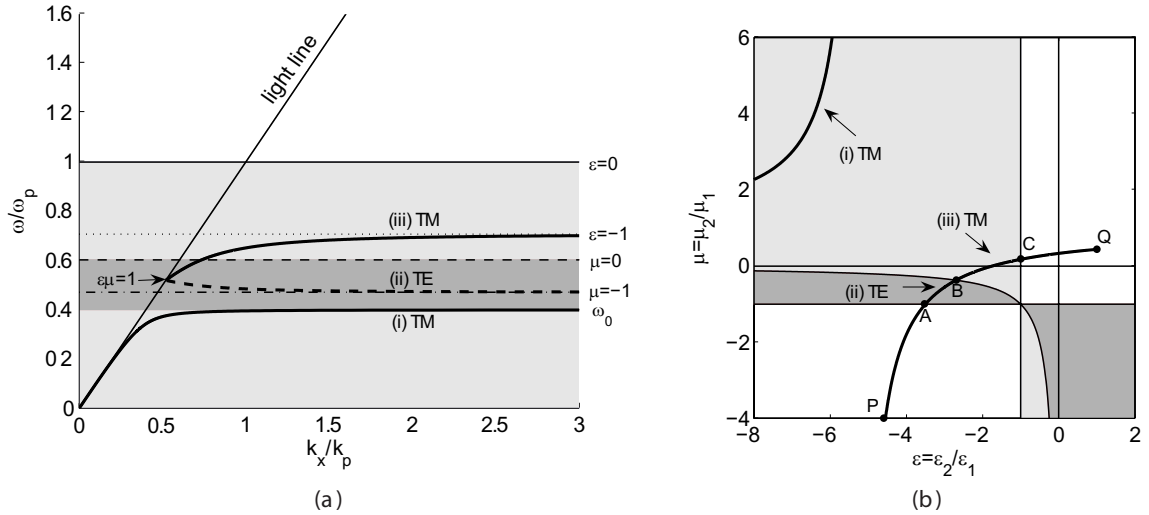 1.6
1.4
1.2
1
0.8
0.6
0.4
0 2
0
ω/ω_p
light line
(iii) TM
εμ=1
(ii) TE
(i) TM
ε=0
ε=−1
μ=0
μ=−1
ω_0
0
0.5
1
1.5
2
2.5
3
k_x/k_p
(a)
6
4
2
0
−2
−4
μ=μ_2/μ_1
(i) TM
(iii) TM
C
Q
(ii) TE
B
A
P
−8
−6
−4
−2
0
2
ε=ε_2/ε_1
(b)